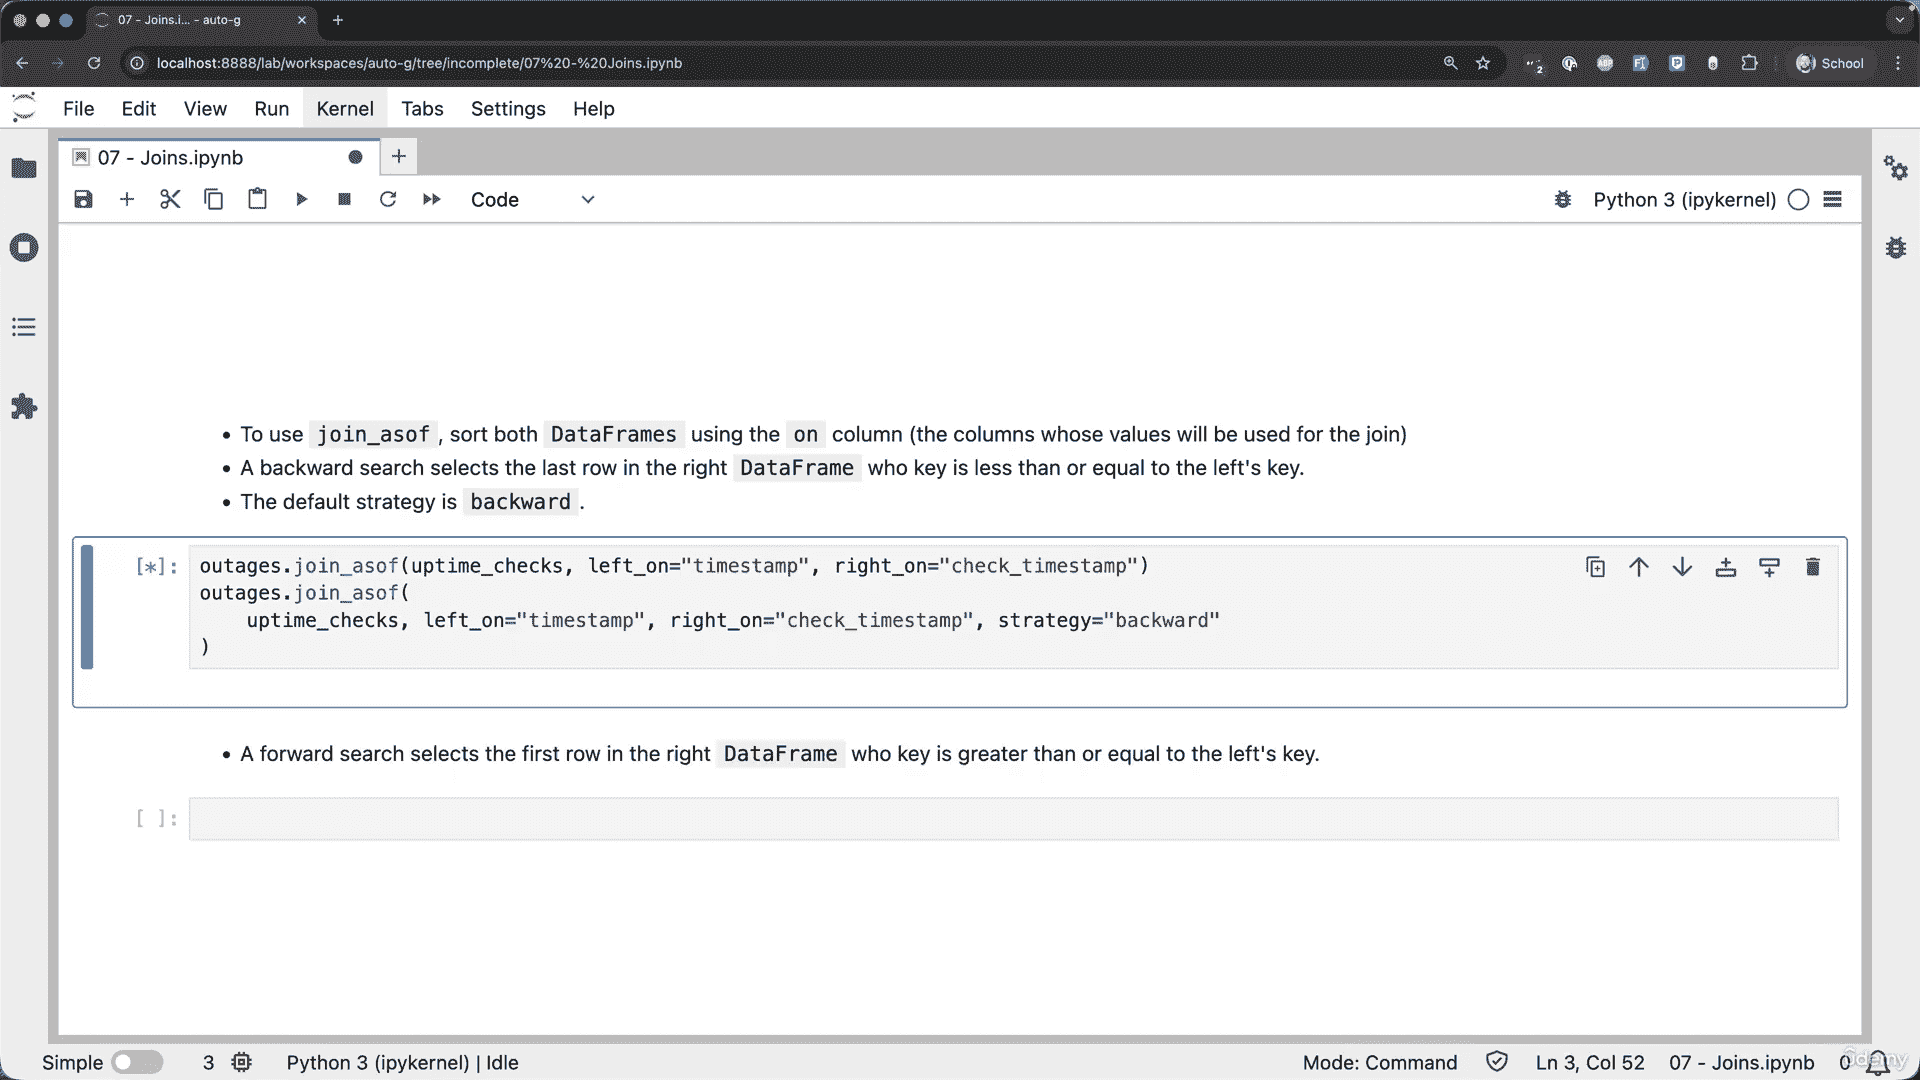 07 - Joins.i... - auto-g
localhost:8888/lab/workspaces/auto-g/tree/incomplete/07%20-%20Joins.ipynb
2
ABP
School
File Edit View Run Kernel Tabs Settings Help
07 - Joins.ipynb
Code
Python 3 (ipykernel)
• To use join_asof , sort both DataFrames using the on column (the columns whose values will be used for the join)
• A backward search selects the last row in the right DataFrame who key is less than or equal to the left's key.
• The default strategy is backward .
[*]: outages.join_asof(uptime_checks, left_on="timestamp", right_on="check_timestamp")
outages.join_asof(
uptime_checks, left_on="timestamp", right_on="check_timestamp", strategy="backward"
)
• A forward search selects the first row in the right DataFrame who key is greater than or equal to the left's key.
[ ]:
Simple 3 Python 3 (ipykernel) | Idle Mode: Command Ln 3, Col 52 07 - Joins.ipynb 0
udemy